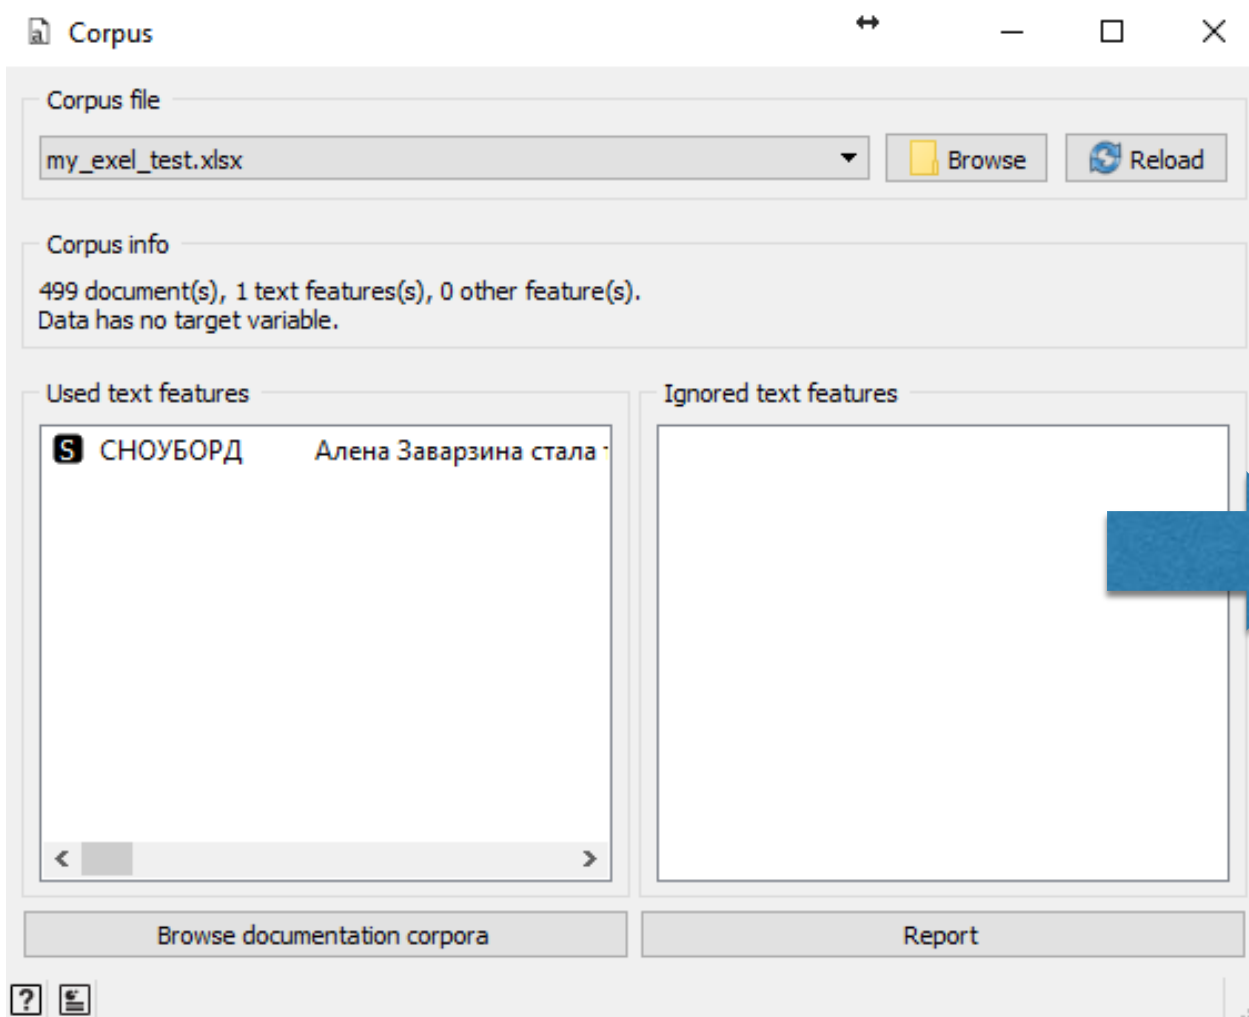 Corpus
Corpus file
my_exel_test.xlsx
Browse
Reload
Corpus info
499 document(s), 1 text features(s), 0 other feature(s).
Data has no target variable.
Used text features
Ignored text features
S СНОУБОРД Алена Заварзина стала
Browse documentation corpora
Report